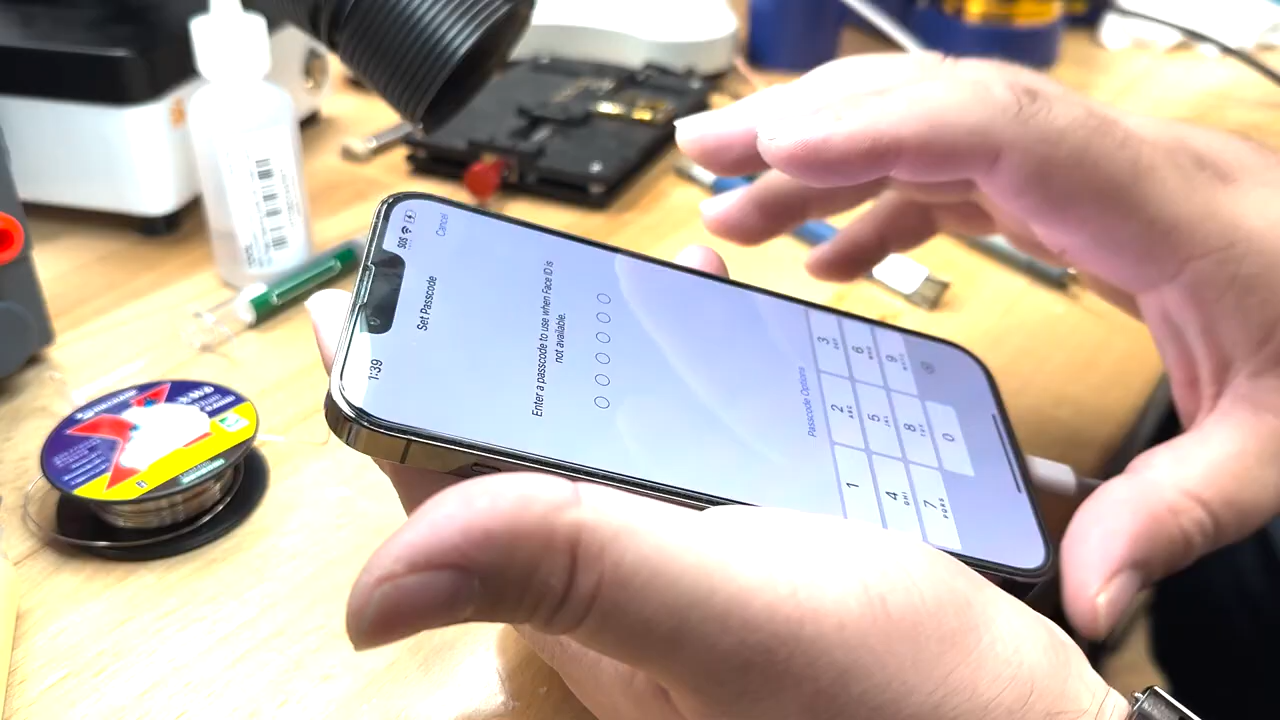 1:39
SOS
Cancel
Set Passcode
Enter a passcode to use when Face ID is
not available.
Passcode Options
1
2
ABC
3
DEF
4
GHI
5
JKL
6
MNO
7
PQRS
8
TUV
9
WXYZ
0